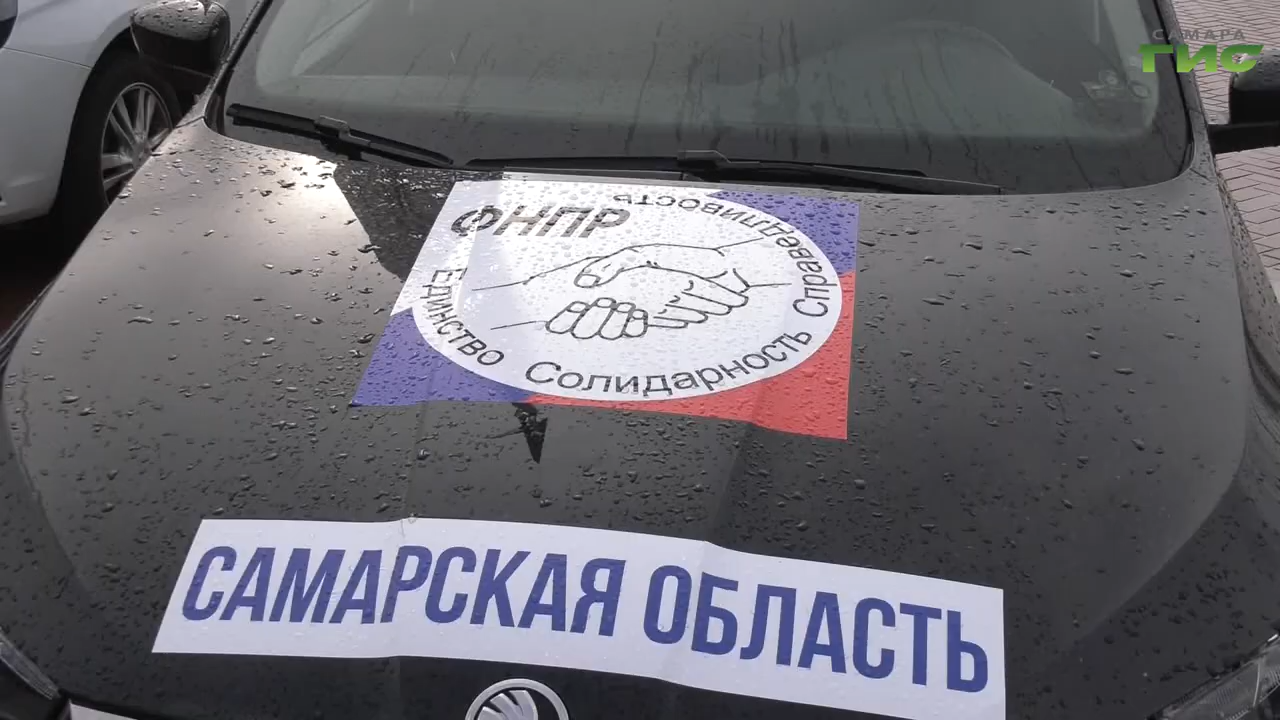 САМАРА
ГИС
ФНПР
Единство Солидарность Справедливость
САМАРСКАЯ ОБЛАСТЬ